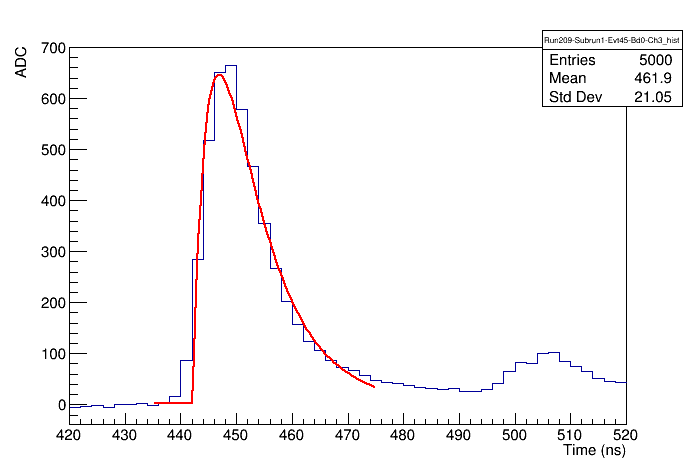 Run209-Subrun1-Evt45-Bd0-Ch3_hist
Entries 5000
Mean 461.9
Std Dev 21.05
ADC
700
600
500
400
300
200
100
0
420 430 440 450 460 470 480 490 500 510 520
Time (ns)